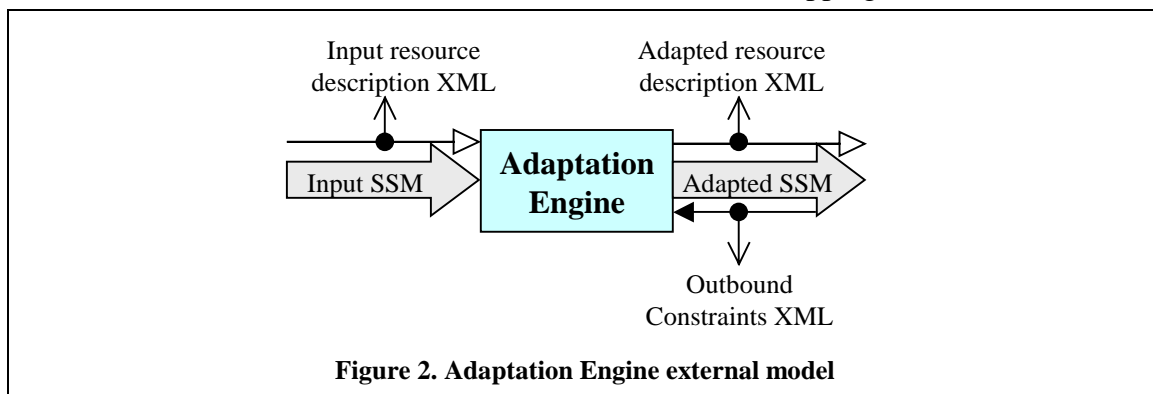 Input resource
description XML
Adapted resource
description XML
Input SSM
Adaptation
Engine
Adapted SSM
Outbound
Constraints XML
Figure 2. Adaptation Engine external model